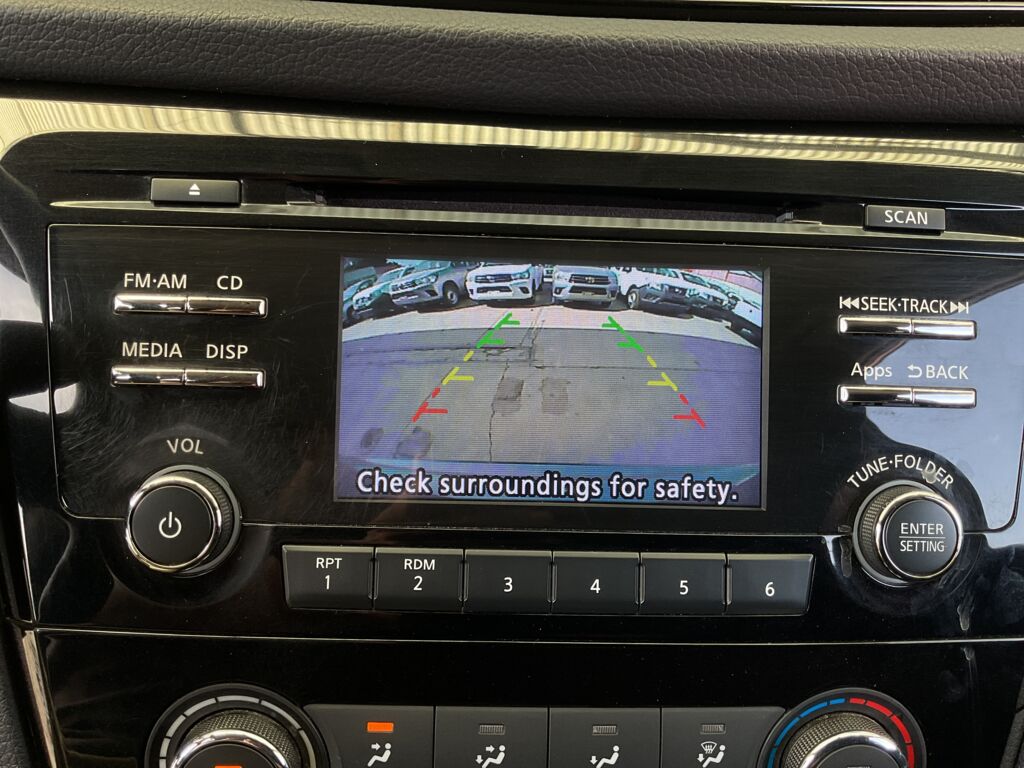 SCAN
FM·AM CD
SEEK·TRACK
MEDIA DISP
Apps BACK
VOL
TUNE·FOLDER
Check surroundings for safety.
ENTER
SETTING
RPT RDM
1 2 3 4 5 6